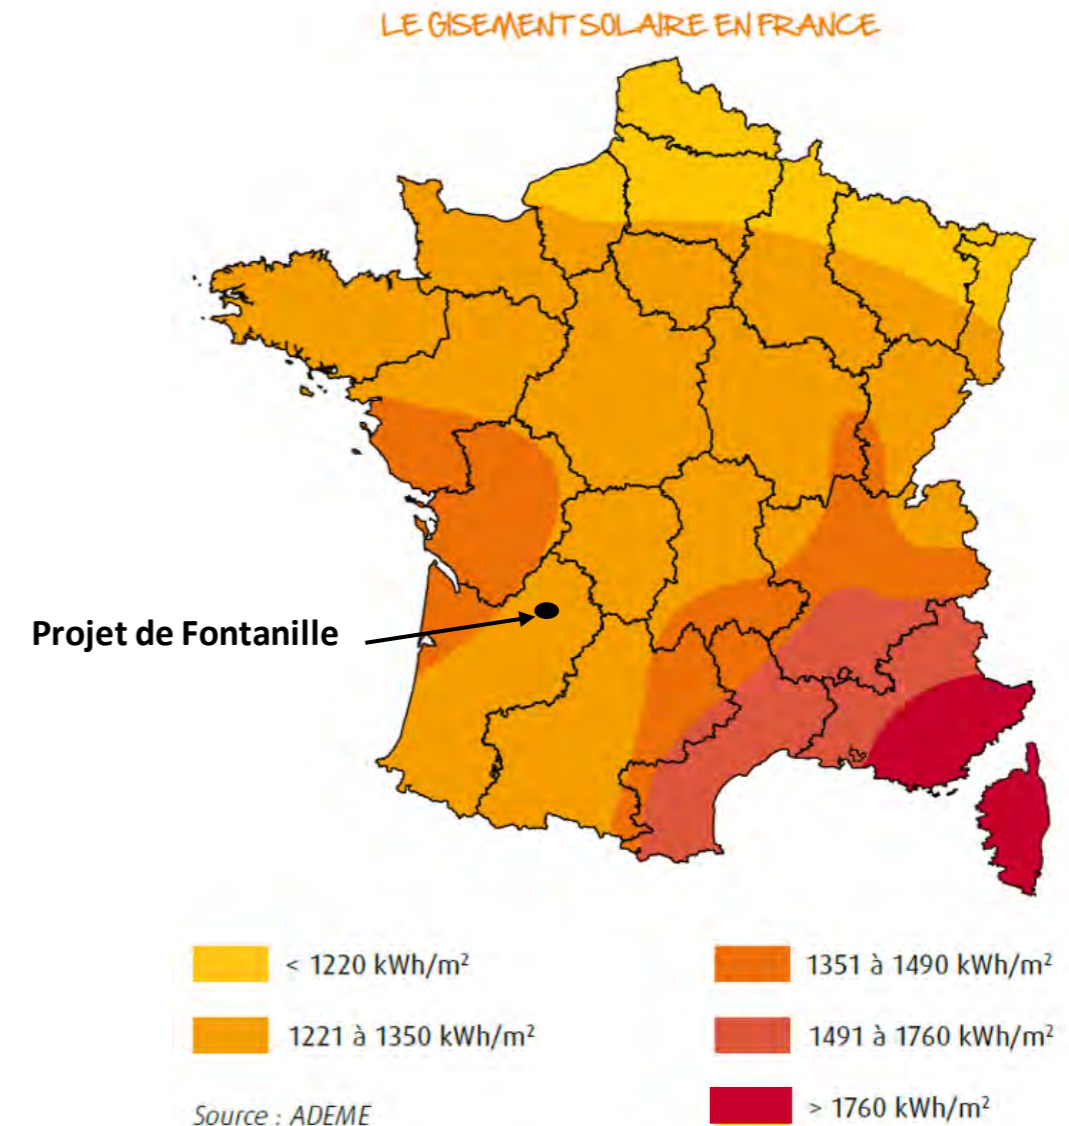 LE GISEMENT SOLAIRE EN FRANCE
Projet de Fontanille
< 1220 kWh/m²
1221 à 1350 kWh/m²
Source : ADEME
1351 à 1490 kWh/m²
1491 à 1760 kWh/m²
> 1760 kWh/m²